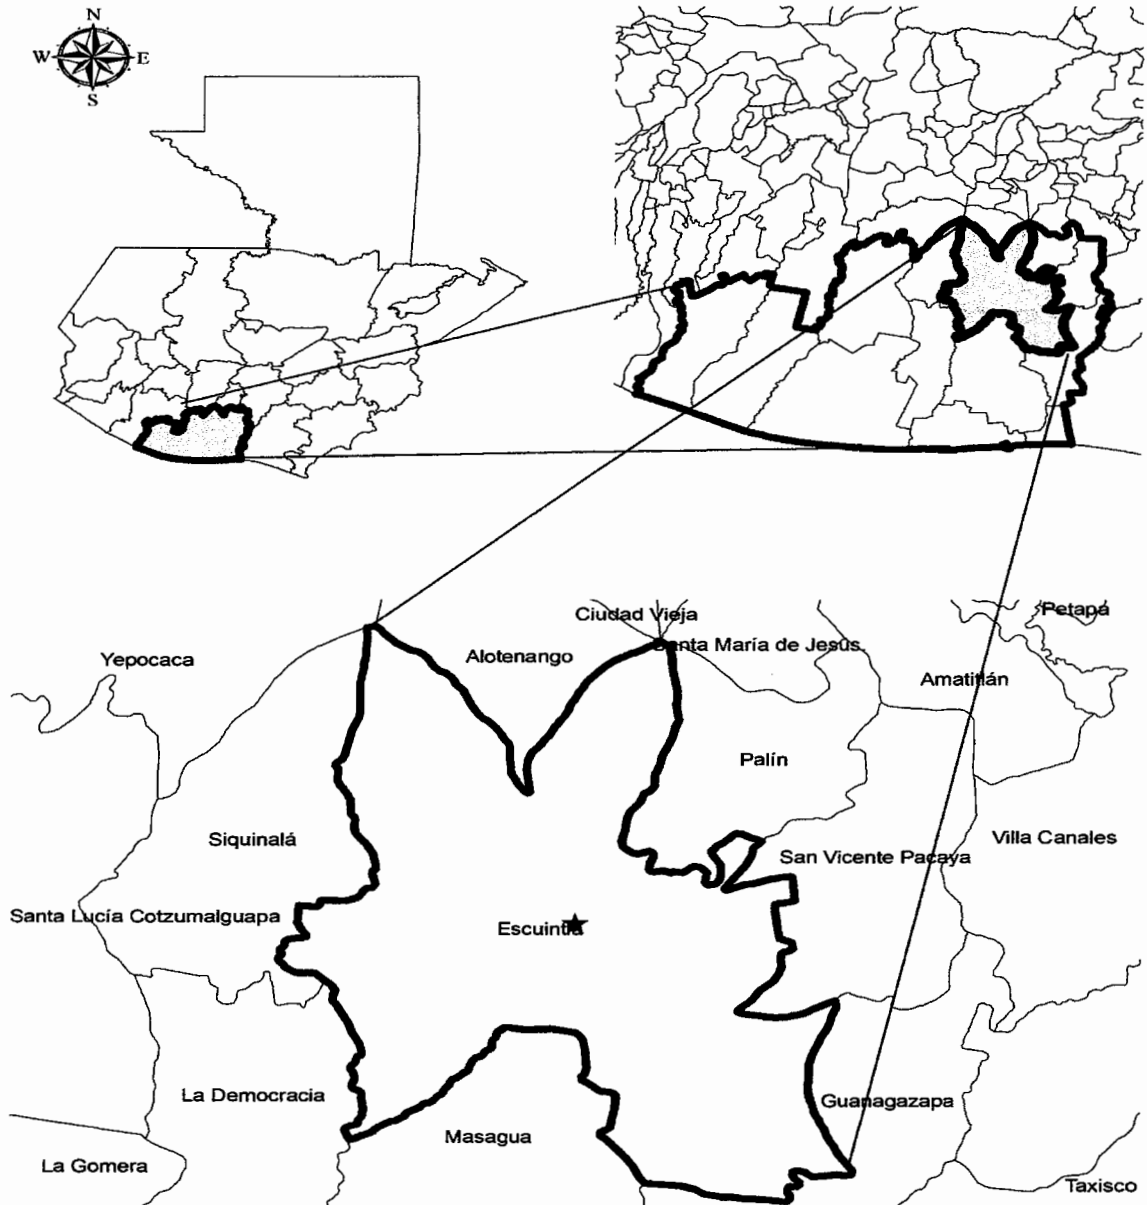 N
W E
S
Ciudad Vieja
Petapa
Santa María de Jesús.
Yepocaca
Alotenango
Amatitlán
Palín
Siquinalá
Villa Canales
San Vicente Pacaya
Santa Lucía Cotzumalguapa
Escuintla
La Democracia
Guanagazapa
Masagua
La Gomera
Taxisco